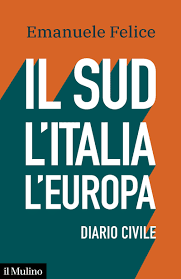 Emanuele Felice
IL SUD
L'ITALIA
L'EUROPA
DIARIO CIVILE
il Mulino